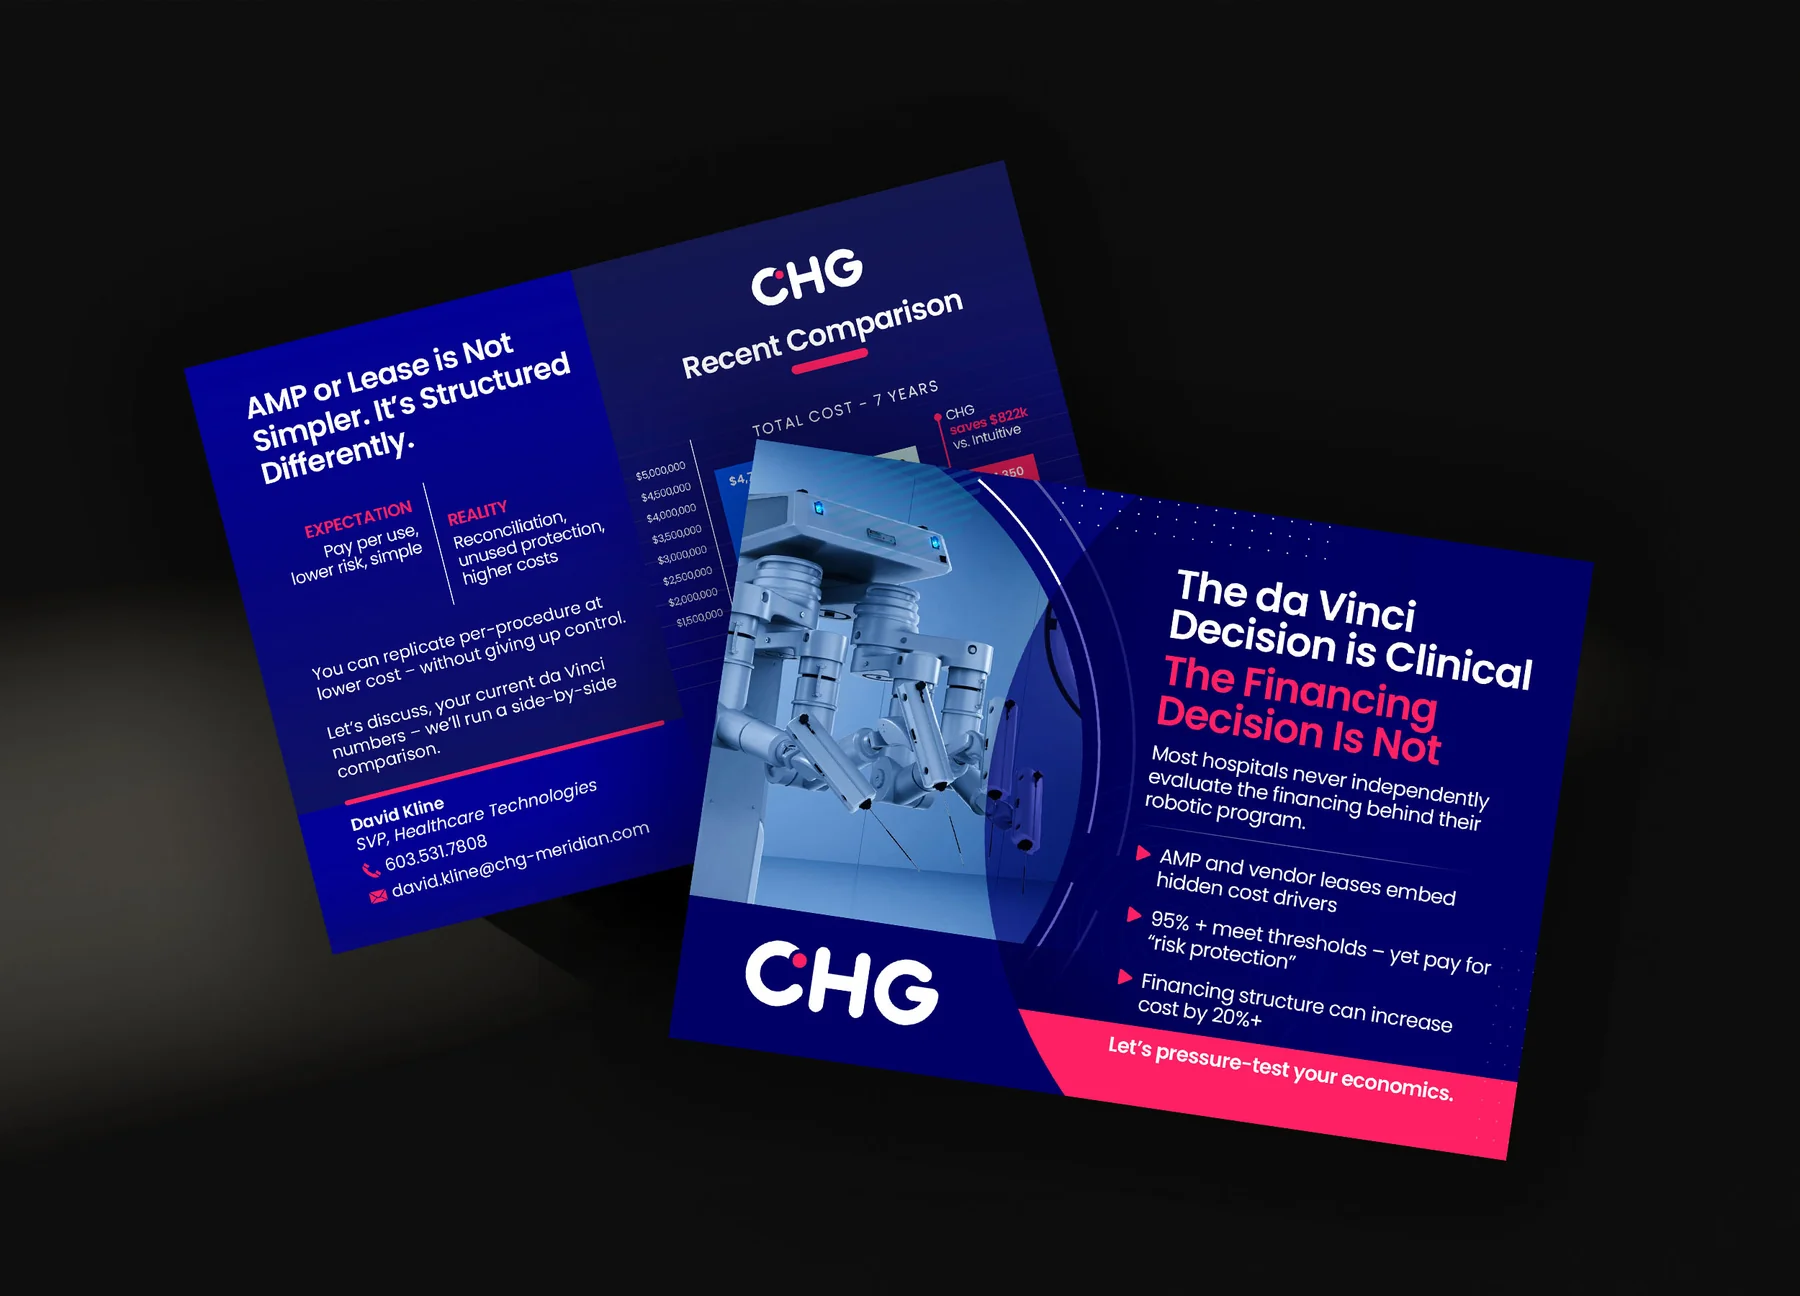 CHG
Recent Comparison
TOTAL COST – 7 YEARS
CHG
saves $822k
vs. Intuitive
$5,000,000
$4,500,000
$4,000,000
$3,500,000
$3,000,000
$2,500,000
$2,000,000
$1,500,000
AMP or Lease is Not
Simpler. It's Structured
Differently.
EXPECTATION
Pay per use,
lower risk, simple
REALITY
Reconciliation,
unused protection,
higher costs
You can replicate per-procedure at
lower cost – without giving up control.
Let's discuss, your current da Vinci
numbers – we'll run a side-by-side
comparison.
David Kline
SVP, Healthcare Technologies
603.531.7808
david.kline@chg-meridian.com
The da Vinci
Decision is Clinical
The Financing
Decision Is Not
Most hospitals never independently
evaluate the financing behind their
robotic program.
AMP and vendor leases embed
hidden cost drivers
95% + meet thresholds – yet pay for
“risk protection”
Financing structure can increase
cost by 20%+
Let's pressure-test your economics.
CHG